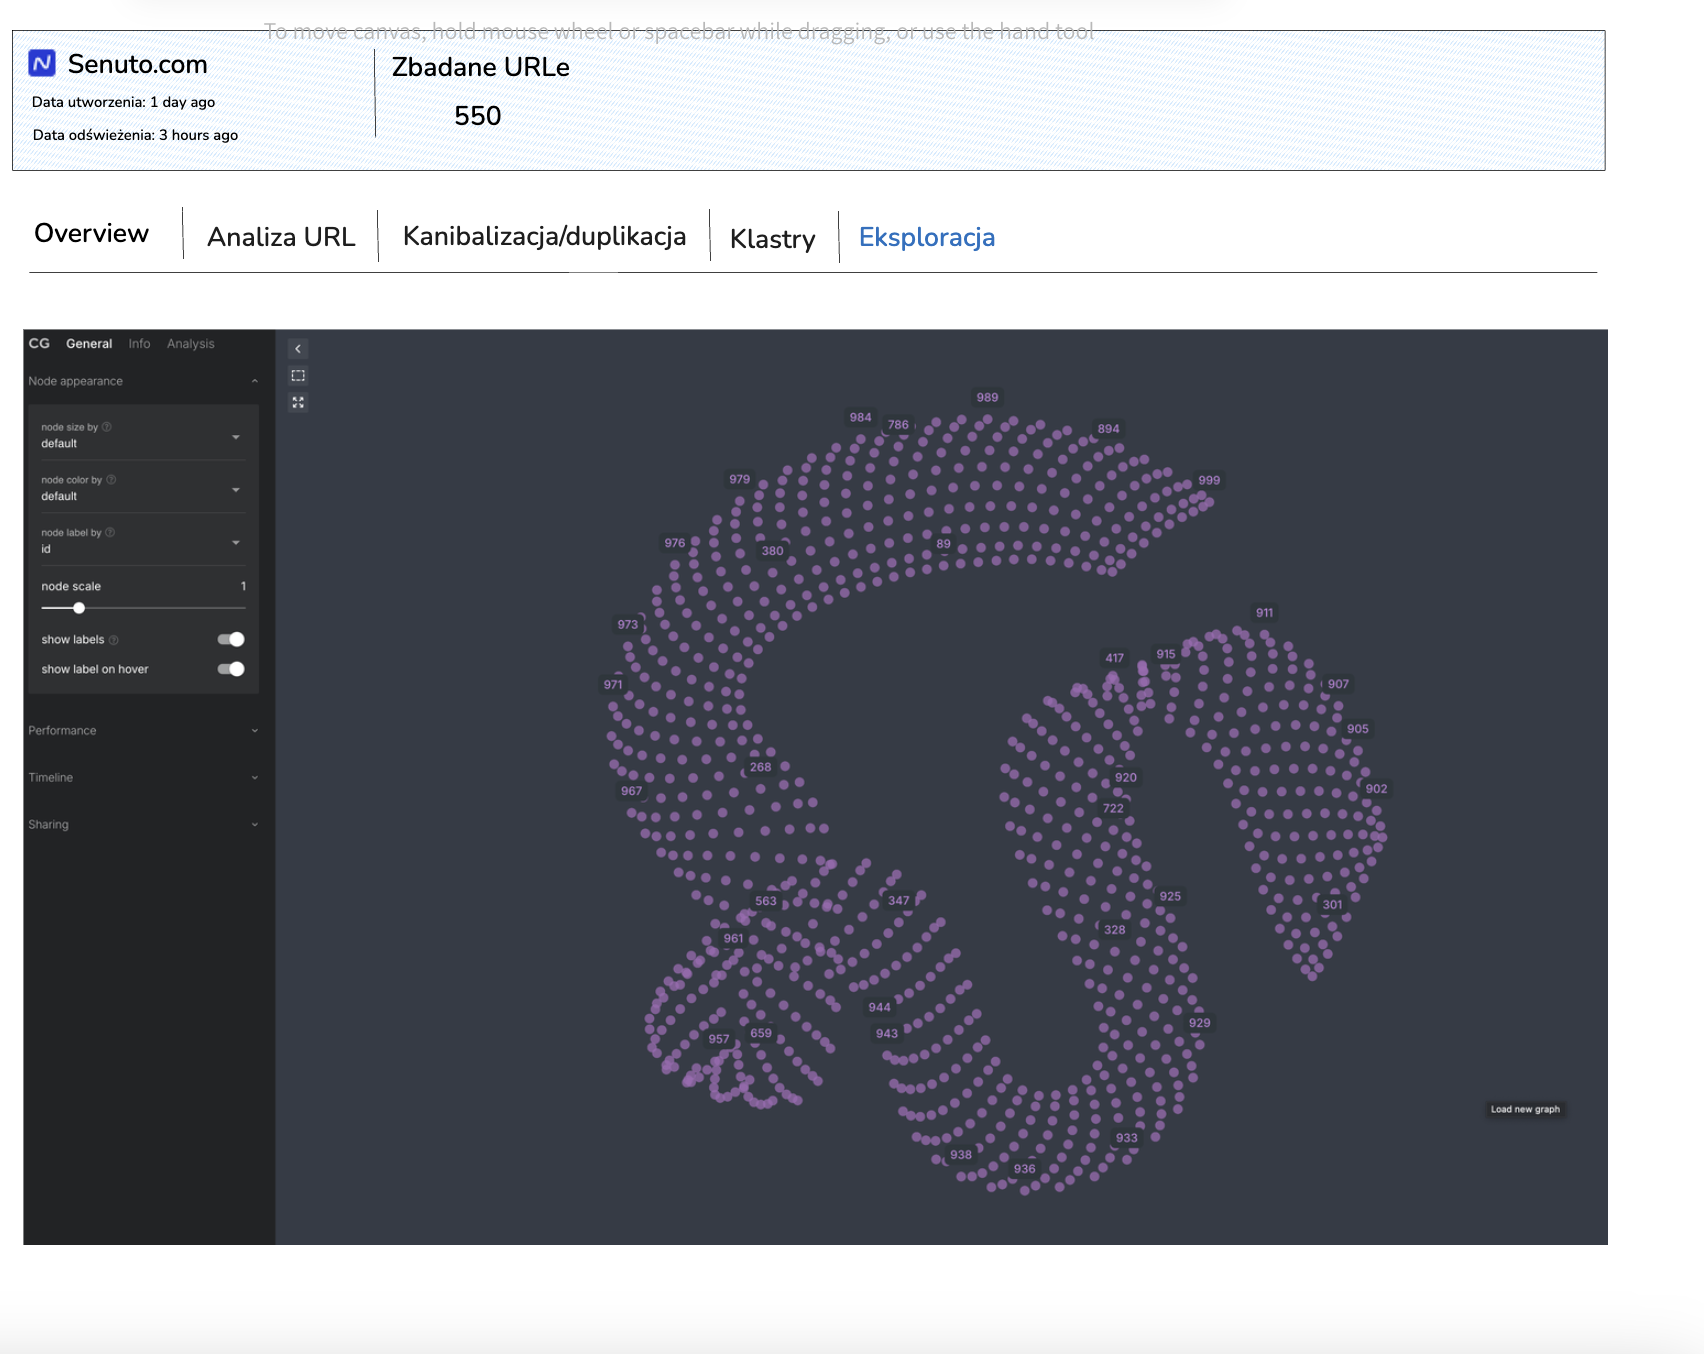 To move canvas, hold mouse wheel or spacebar while dragging, or use the hand tool
Senuto.com
Data utworzenia: 1 day ago
Data odświeżenia: 3 hours ago
Zbadane URLe
550
Overview
Analiza URL
Kanibalizacja/duplikacja
Klastry
Eksploracja
CG General Info Analysis
Node appearance
node size by
default
node color by
default
node label by
id
node scale 1
show labels
show label on hover
Performance
Timeline
Sharing
989
984
786
894
979
999
976
380
89
911
973
417
915
971
907
905
268
920
967
902
722
563
347
925
301
961
328
944
929
957
659
943
Load new graph
933
938
936